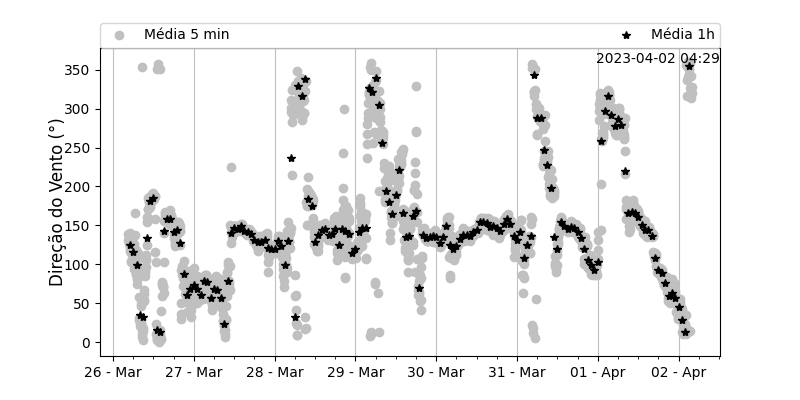 Média 5 min
Média 1h
2023-04-02 04:29
Direção do Vento (°)
350
300
250
200
150
100
50
0
26 - Mar
27 - Mar
28 - Mar
29 - Mar
30 - Mar
31 - Mar
01 - Apr
02 - Apr